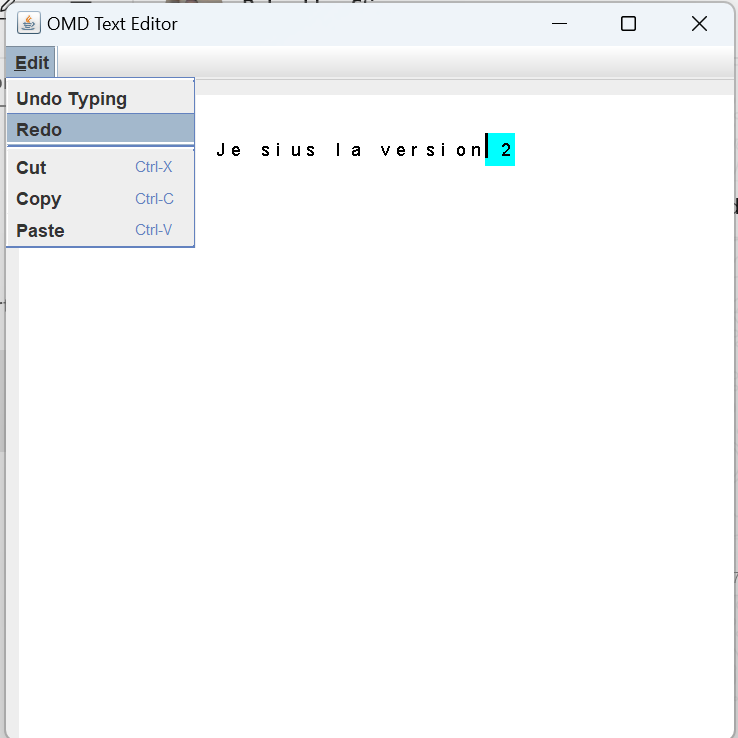 OMD Text Editor
Edit
Undo Typing
Redo
Cut Ctrl-X
Copy Ctrl-C
Paste Ctrl-V
Je sius la version 2